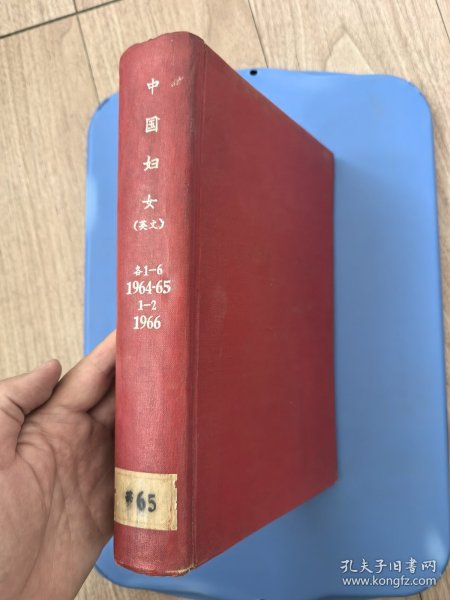 中国妇女
(英文)
各1-6
1964-65
1-2
1966
#65
孔夫子旧书网
www.kongfz.com